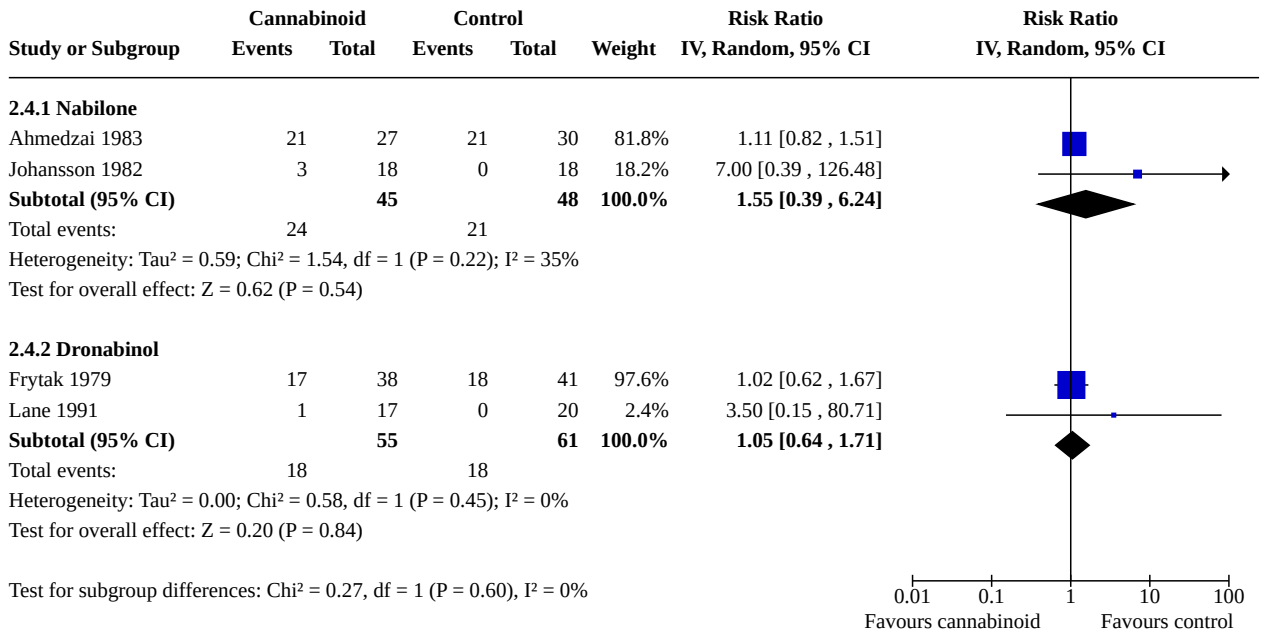 Cannabinoid Control Risk Ratio Risk Ratio
Study or Subgroup Events Total Events Total Weight IV, Random, 95% CI IV, Random, 95% CI
2.4.1 Nabilone
Ahmedzai 1983 21 27 21 30 81.8% 1.11 [0.82 , 1.51]
Johansson 1982 3 18 0 18 18.2% 7.00 [0.39 , 126.48]
Subtotal (95% CI) 45 48 100.0% 1.55 [0.39 , 6.24]
Total events: 24 21
Heterogeneity: Tau² = 0.59; Chi² = 1.54, df = 1 (P = 0.22); I² = 35%
Test for overall effect: Z = 0.62 (P = 0.54)
2.4.2 Dronabinol
Frytak 1979 17 38 18 41 97.6% 1.02 [0.62 , 1.67]
Lane 1991 1 17 0 20 2.4% 3.50 [0.15 , 80.71]
Subtotal (95% CI) 55 61 100.0% 1.05 [0.64 , 1.71]
Total events: 18 18
Heterogeneity: Tau² = 0.00; Chi² = 0.58, df = 1 (P = 0.45); I² = 0%
Test for overall effect: Z = 0.20 (P = 0.84)
Test for subgroup differences: Chi² = 0.27, df = 1 (P = 0.60), I² = 0%
0.01 0.1 1 10 100
Favours cannabinoid Favours control